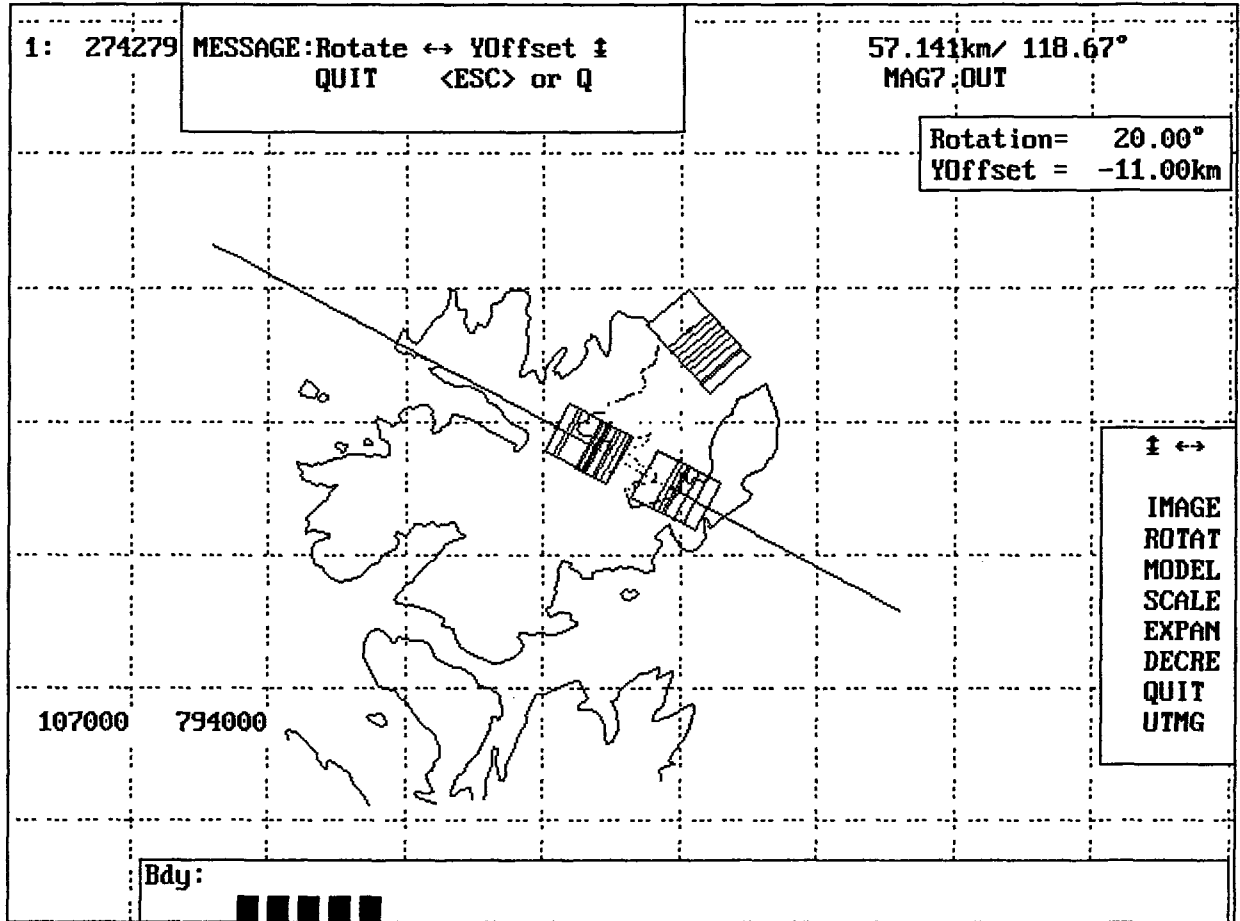 1: 274279
MESSAGE:Rotate ↔ YOffset ↕
QUIT <ESC> or Q
57.141km/ 118.67°
MAG7.OUT
Rotation= 20.00°
YOffset = -11.00km
↕ ↔
IMAGE
ROTAT
MODEL
SCALE
EXPAN
DECRE
QUIT
UTMG
107000 794000
Bdy: